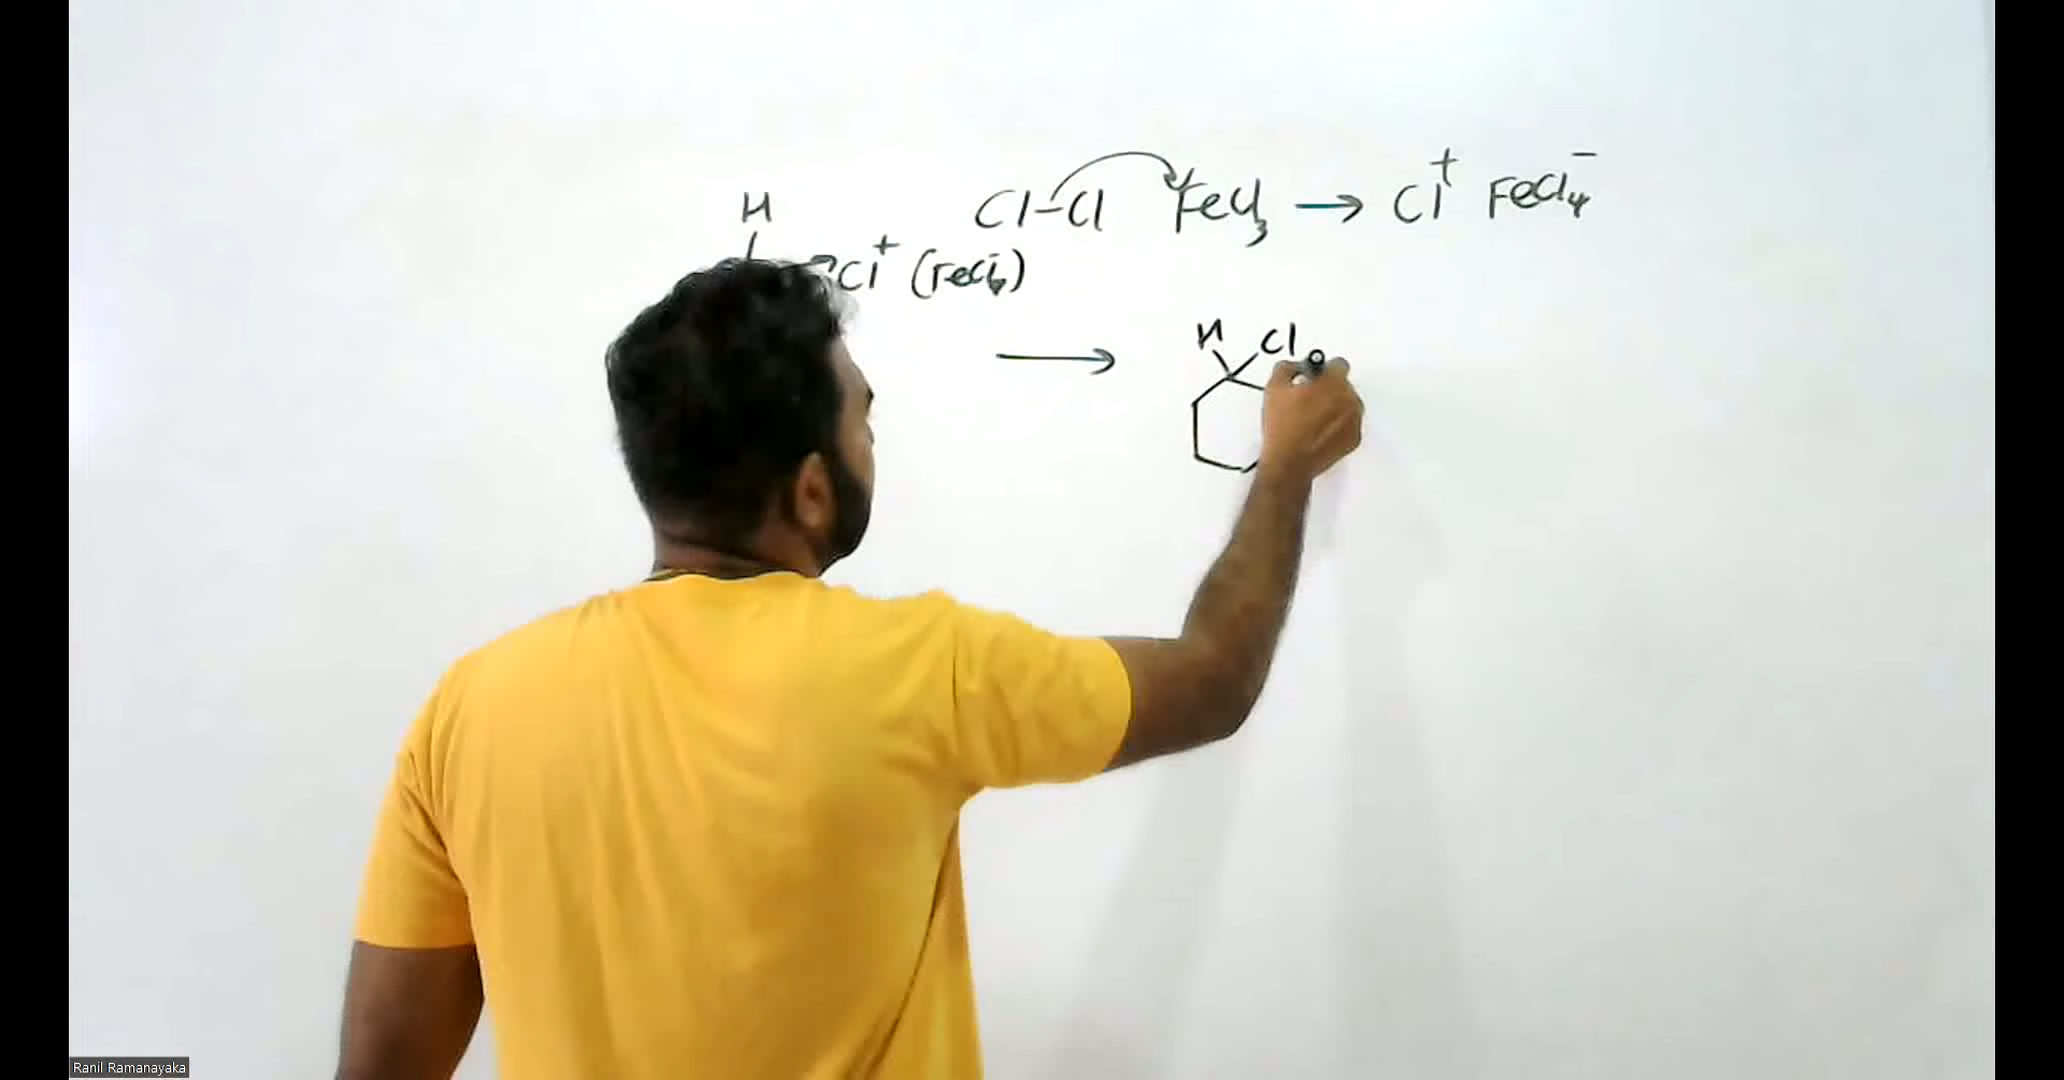 Cl–Cl FeCl₃ → Cl⁺ FeCl₄⁻
H
Cl⁺ (FeCl₄⁻)
→
H Cl
Ranil Ramanayaka